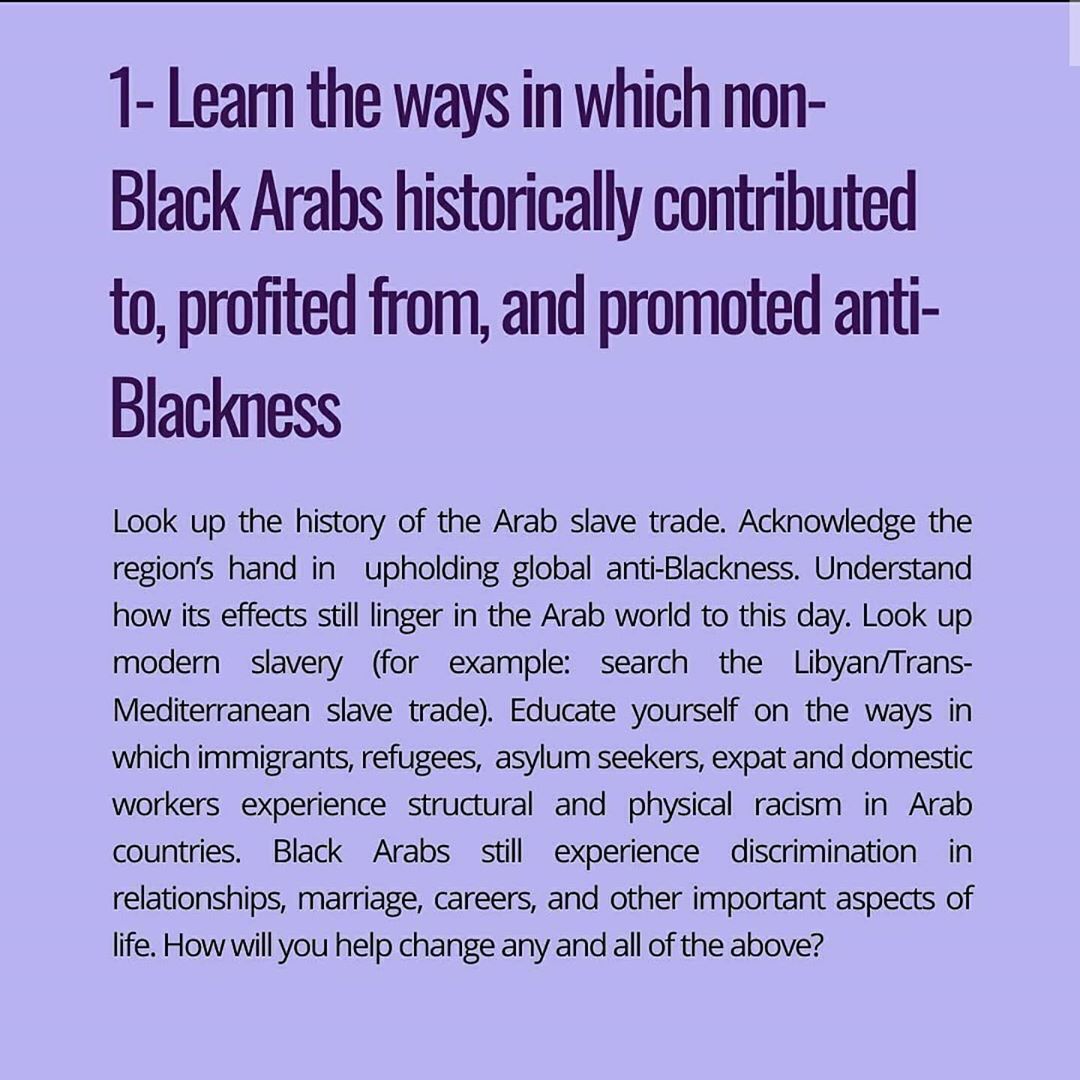 1- Learn the ways in which non-
Black Arabs historically contributed
to, profited from, and promoted anti-
Blackness
Look up the history of the Arab slave trade. Acknowledge the
region's hand in upholding global anti-Blackness. Understand
how its effects still linger in the Arab world to this day. Look up
modern slavery (for example: search the Libyan/Trans-
Mediterranean slave trade). Educate yourself on the ways in
which immigrants, refugees, asylum seekers, expat and domestic
workers experience structural and physical racism in Arab
countries. Black Arabs still experience discrimination in
relationships, marriage, careers, and other important aspects of
life. How will you help change any and all of the above?